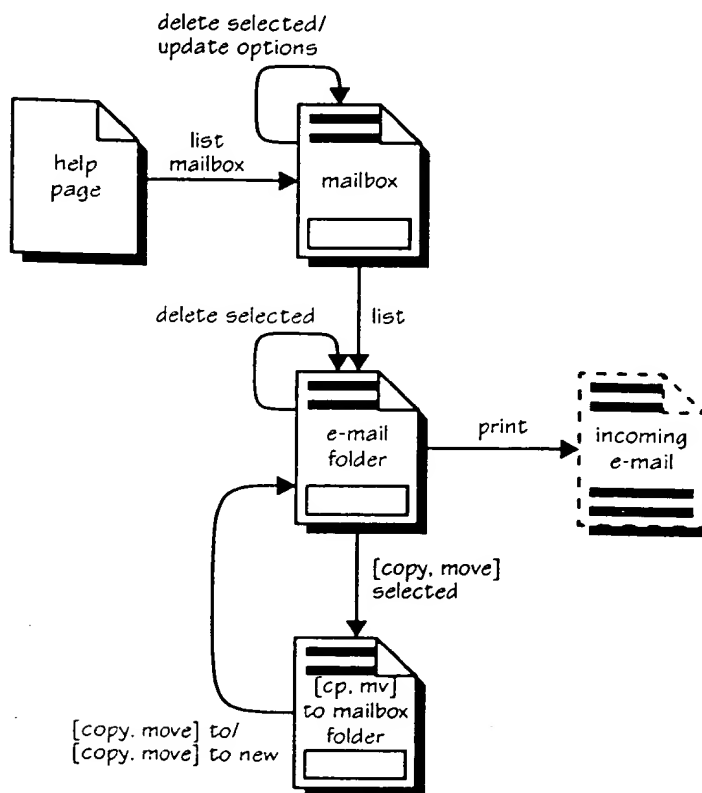 delete selected/
update options
list
mailbox
help
page
mailbox
delete selected
list
e-mail
folder
print
incoming
e-mail
[copy, move]
selected
[cp, mv]
to mailbox
folder
[copy. move] to/
[copy. move] to new